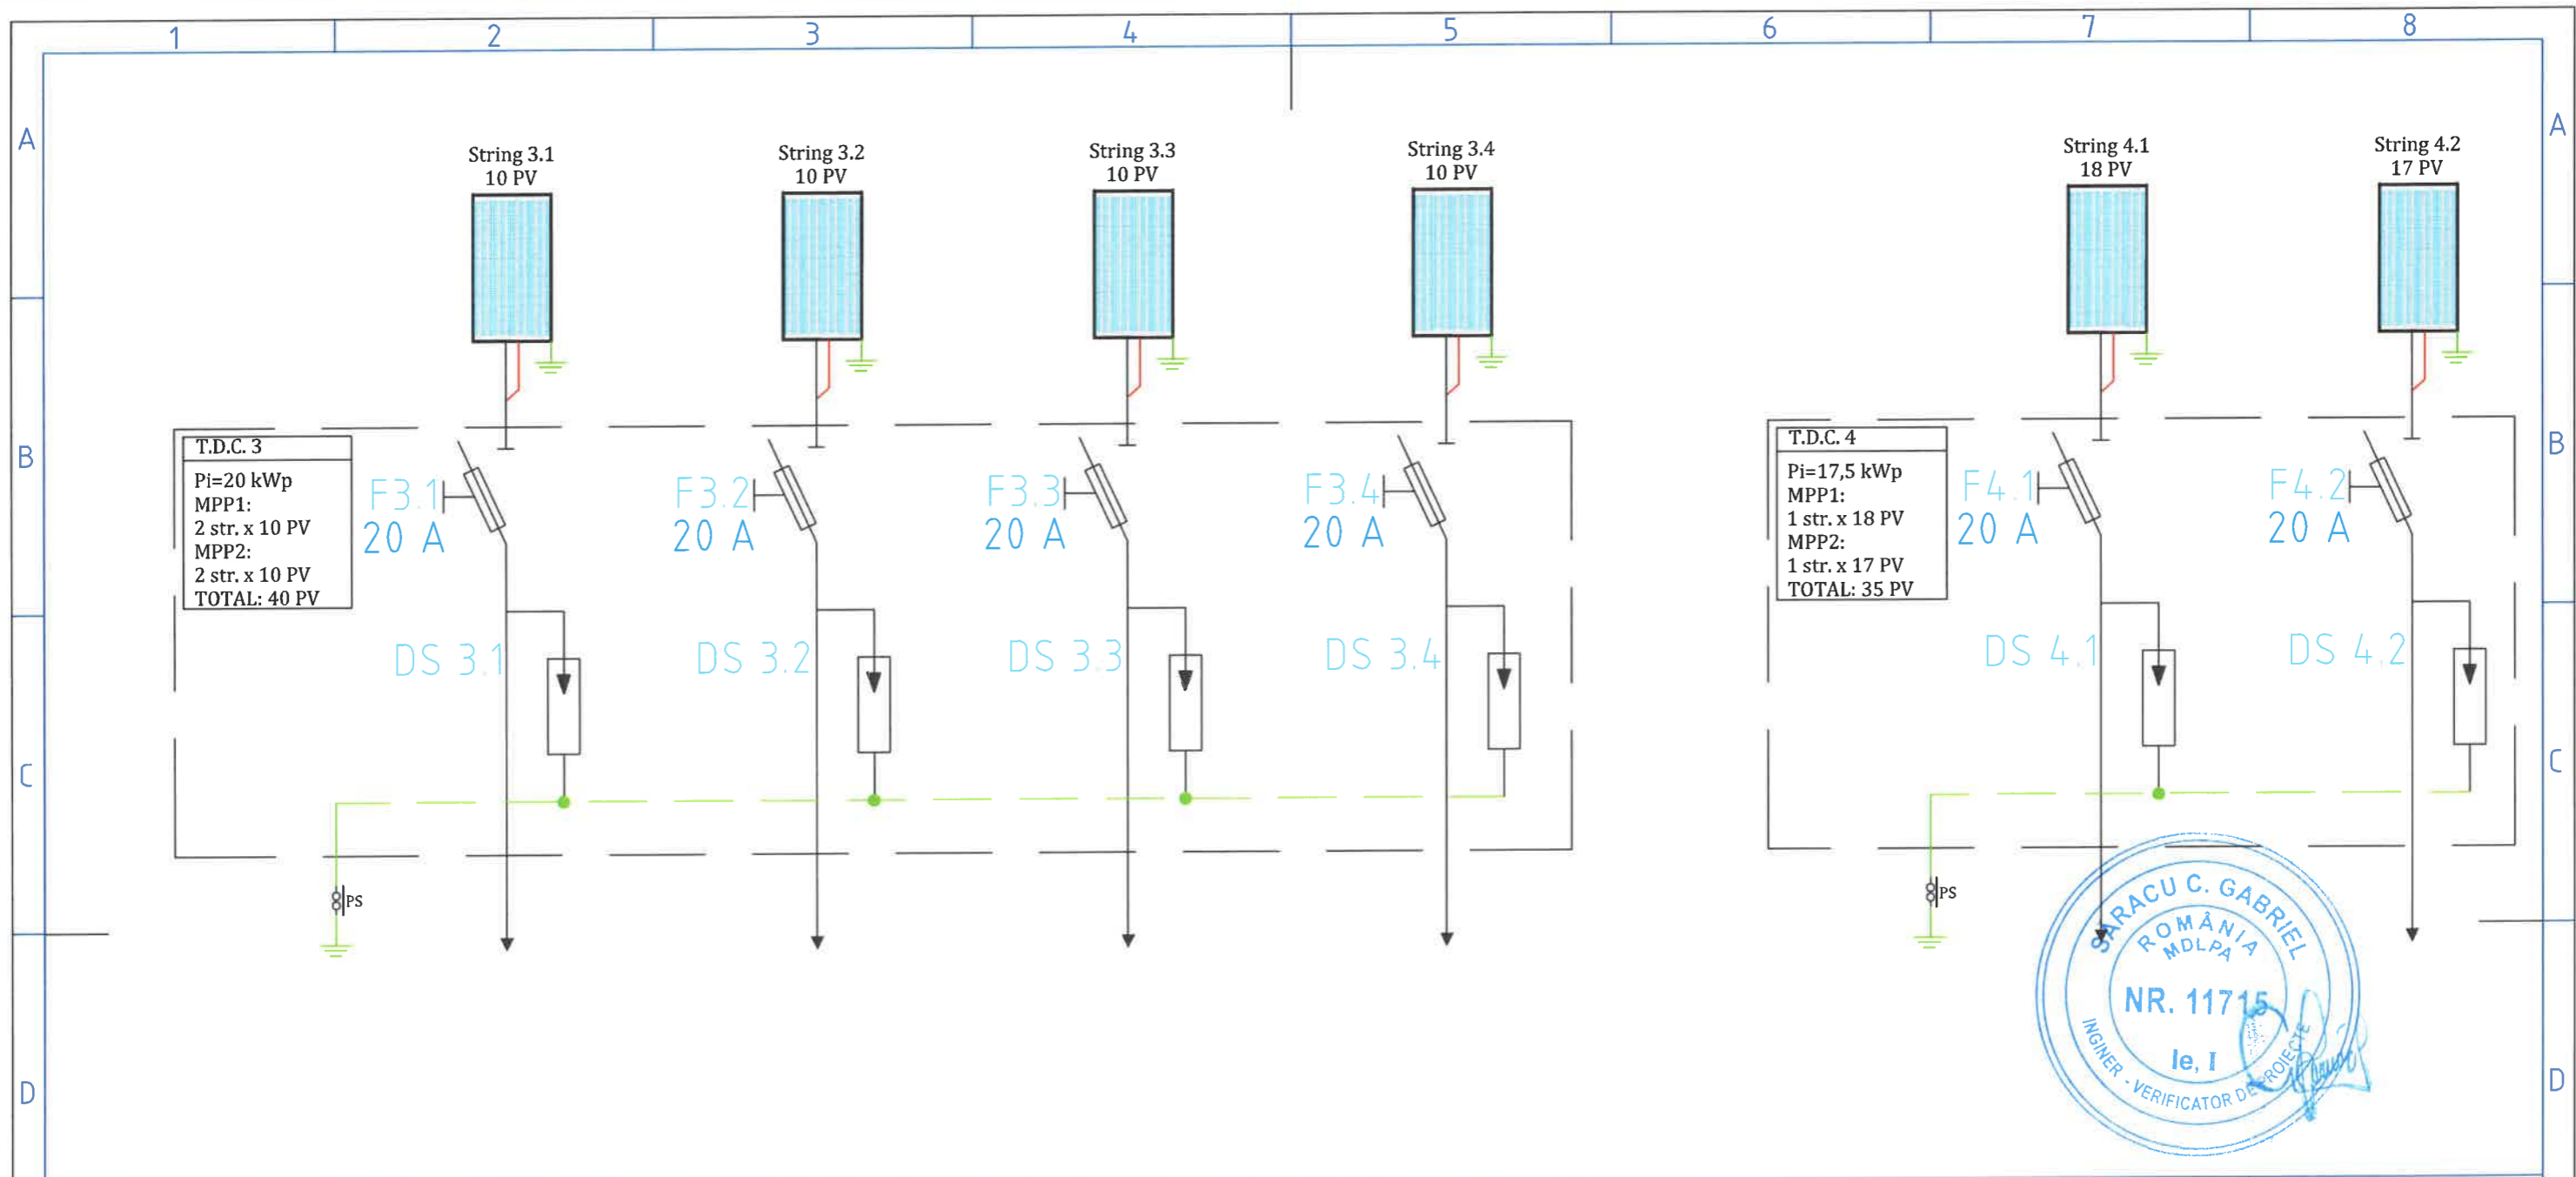 1 2 3 4 5 6 7 8
A
A
String 3.1
10 PV
String 3.2
10 PV
String 3.3
10 PV
String 3.4
10 PV
String 4.1
18 PV
String 4.2
17 PV
B
B
T.D.C. 3
Pi=20 kWp
MPP1:
2 str. x 10 PV
MPP2:
2 str. x 10 PV
TOTAL: 40 PV
F3.1
20 A
F3.2
20 A
F3.3
20 A
F3.4
20 A
T.D.C. 4
Pi=17,5 kWp
MPP1:
1 str. x 18 PV
MPP2:
1 str. x 17 PV
TOTAL: 35 PV
F4.1
20 A
F4.2
20 A
DS 3.1
DS 3.2
DS 3.3
DS 3.4
DS 4.1
DS 4.2
C
C
PS
PS
SARACU C. GABRIEL
ROMÂNIA
MDLPA
NR. 11715
Ie, I
INGINER - VERIFICATOR DE PROIECTE
D
D